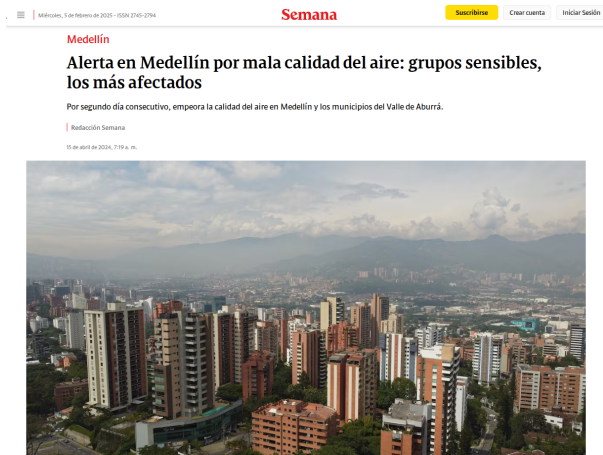 Miércoles, 5 de febrero de 2025 - ISSN 2745-2794
Semana
Suscribirse
Crear cuenta
Iniciar Sesión
Medellín
Alerta en Medellín por mala calidad del aire: grupos sensibles,
los más afectados
Por segundo día consecutivo, empeora la calidad del aire en Medellín y los municipios del Valle de Aburrá.
Redacción Semana
15 de abril de 2024, 7:19 a. m.